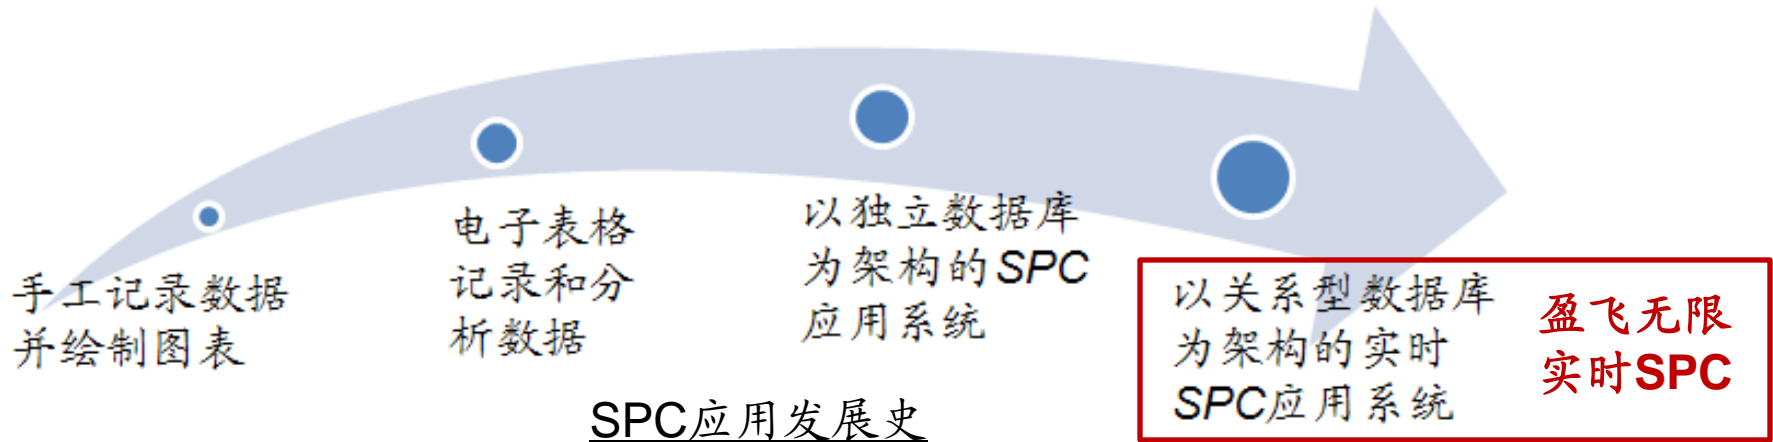 手工记录数据
并绘制图表
电子表格
记录和分
析数据
以独立数据库
为架构的SPC
应用系统
以关系型数据库
为架构的实时
SPC应用系统
盈飞无限
实时SPC
SPC应用发展史